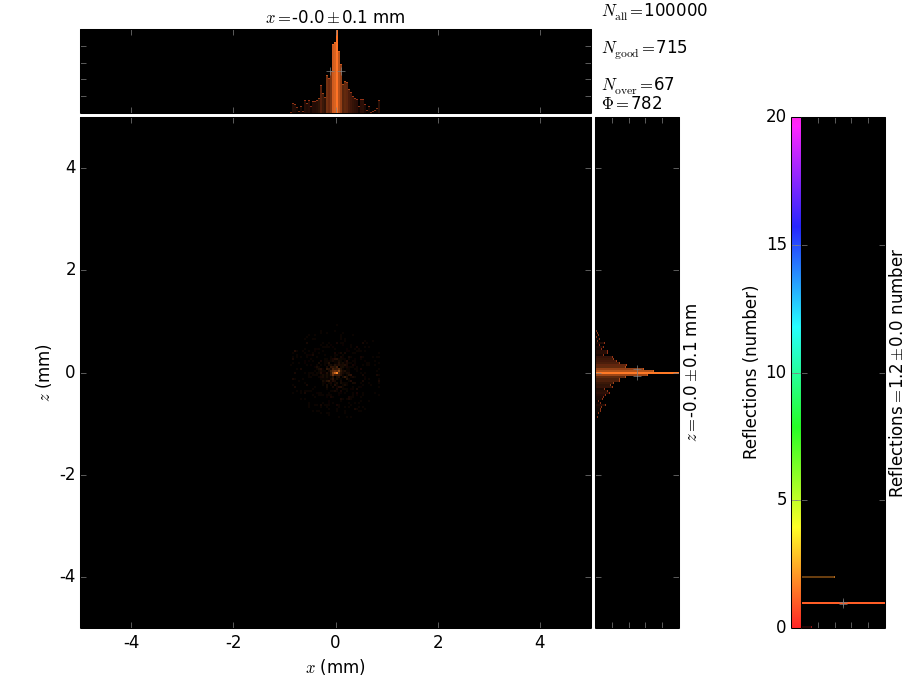 x=-0.0±0.1 mm
N_all=100000
N_good=715
N_over=67
Φ=782
4
2
0
-2
-4
z (mm)
-4 -2 0 2 4
x (mm)
z=-0.0±0.1 mm
20
15
10
5
0
Reflections (number)
Reflections=1.2±0.0 number